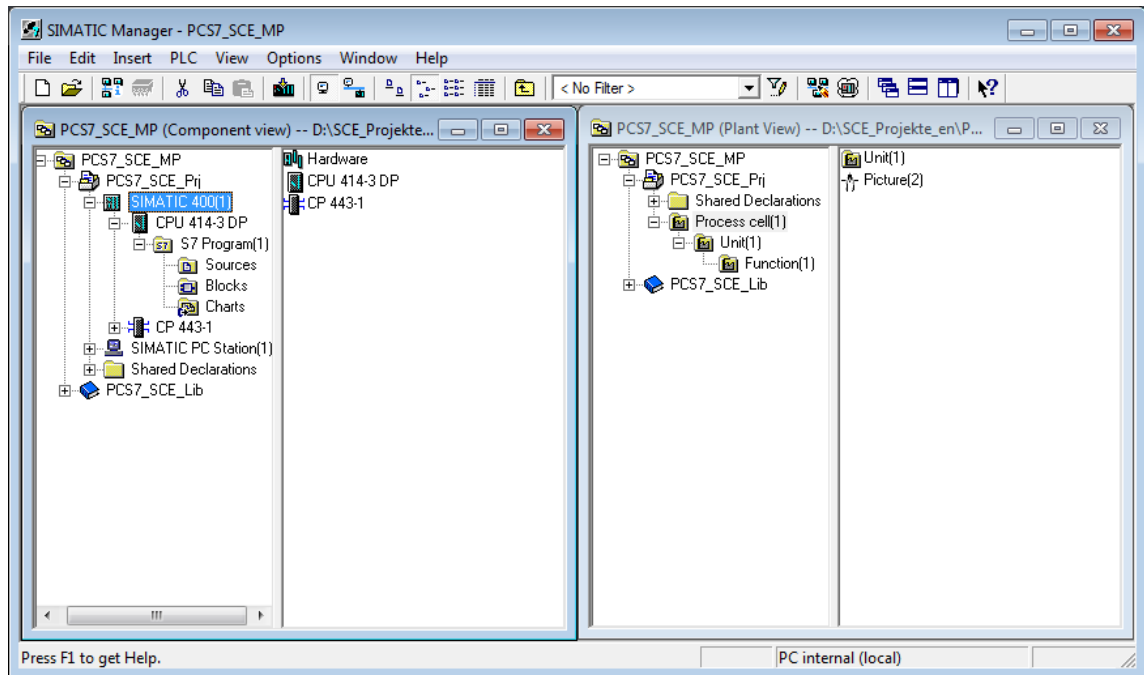 SIMATIC Manager - PCS7_SCE_MP
File Edit Insert PLC View Options Window Help
< No Filter >
PCS7_SCE_MP (Component view) -- D:\SCE_Projekte...
PCS7_SCE_MP
PCS7_SCE_Prj
SIMATIC 400(1)
CPU 414-3 DP
S7 Program(1)
Sources
Blocks
Charts
CP 443-1
SIMATIC PC Station(1)
Shared Declarations
PCS7_SCE_Lib
Hardware
CPU 414-3 DP
CP 443-1
PCS7_SCE_MP (Plant View) -- D:\SCE_Projekte_en\P...
PCS7_SCE_MP
PCS7_SCE_Prj
Shared Declarations
Process cell(1)
Unit(1)
Function(1)
PCS7_SCE_Lib
Unit(1)
Picture(2)
Press F1 to get Help.
PC internal (local)